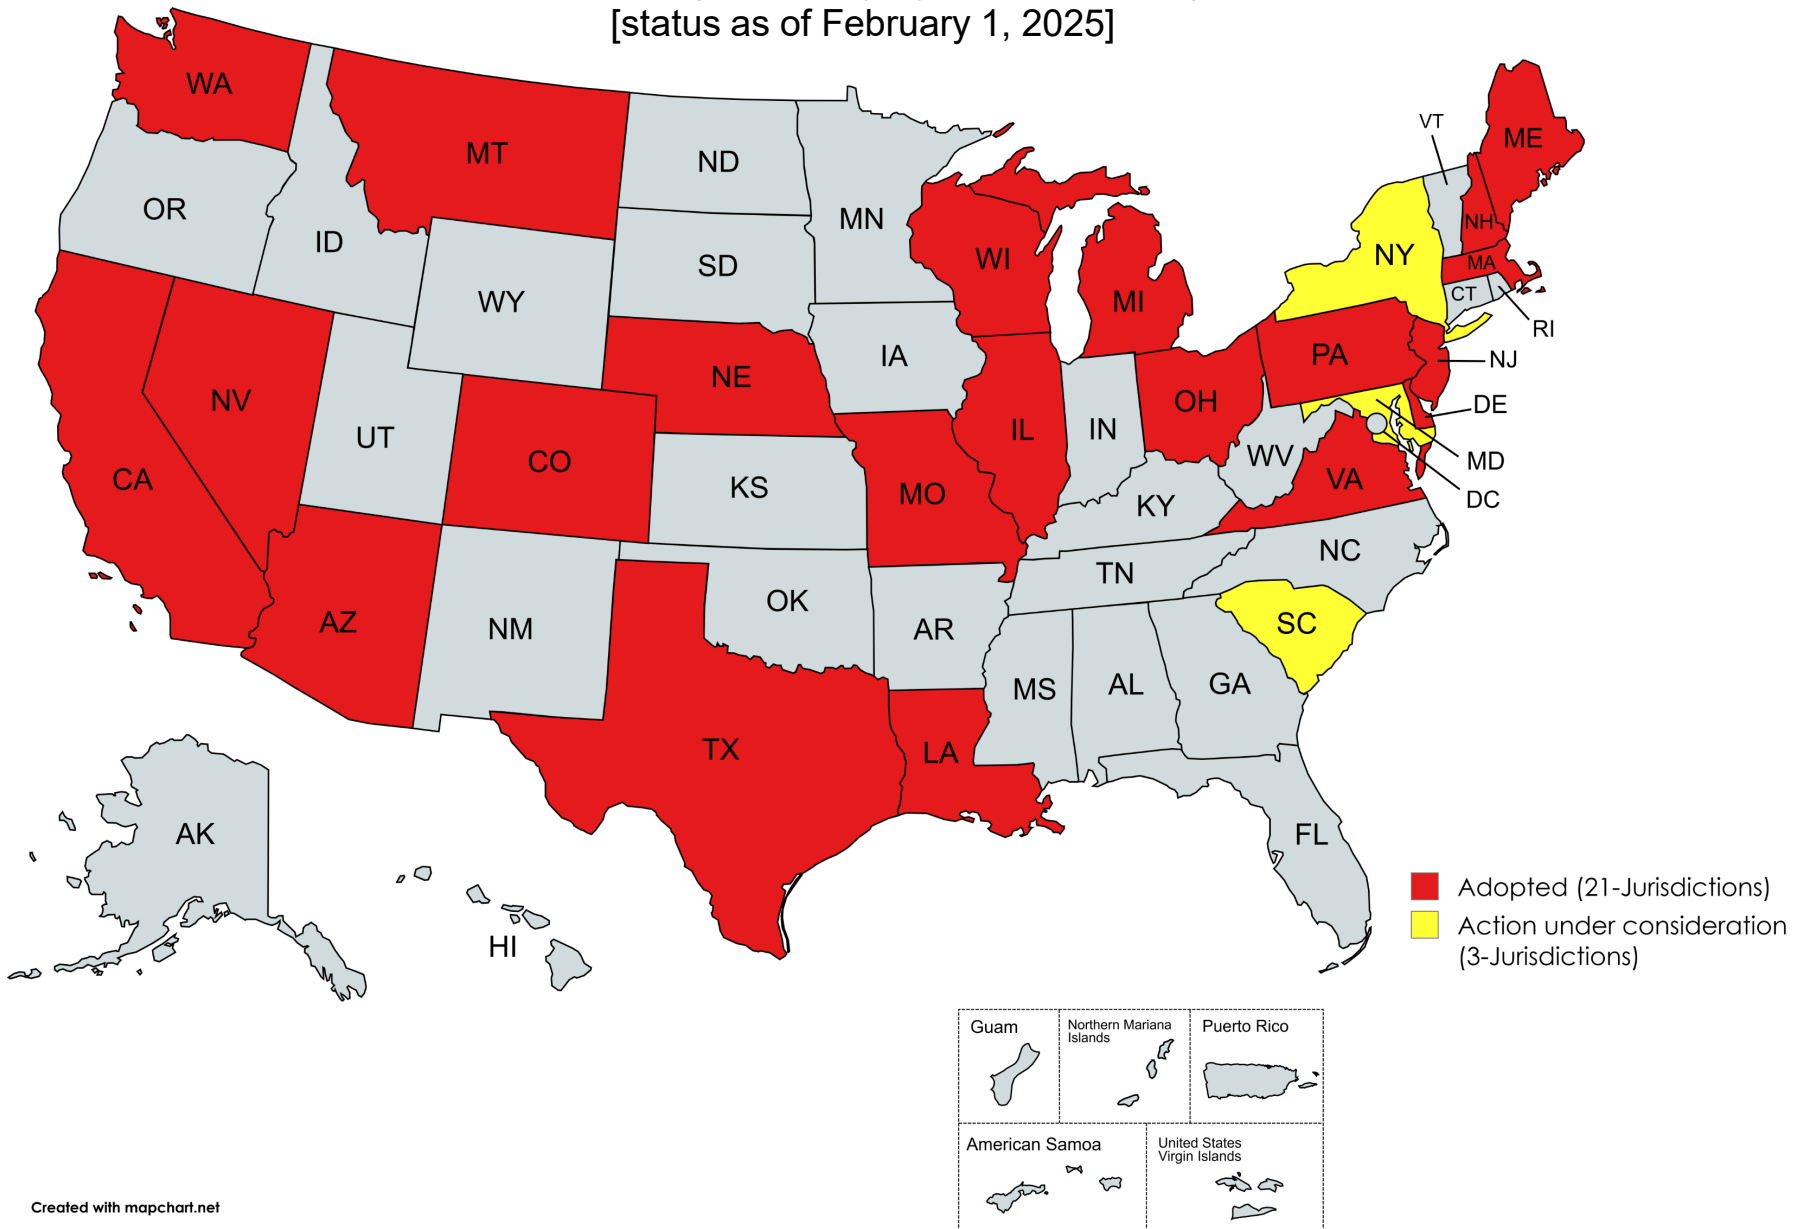 [status as of February 1, 2025]
WA
MT
ND
MN
OR
ID
SD
WY
WI
MI
VT
ME
NH
NY
MA
CT
RI
IA
NE
PA
NJ
NV
UT
CO
CA
KS
MO
IL
IN
OH
WV
VA
DE
MD
DC
KY
NC
TN
AZ
NM
OK
AR
SC
MS
AL
GA
TX
LA
FL
AK
HI
Adopted (21-Jurisdictions)
Action under consideration
(3-Jurisdictions)
Guam
Northern Mariana
Islands
Puerto Rico
American Samoa
United States
Virgin Islands
Created with mapchart.net